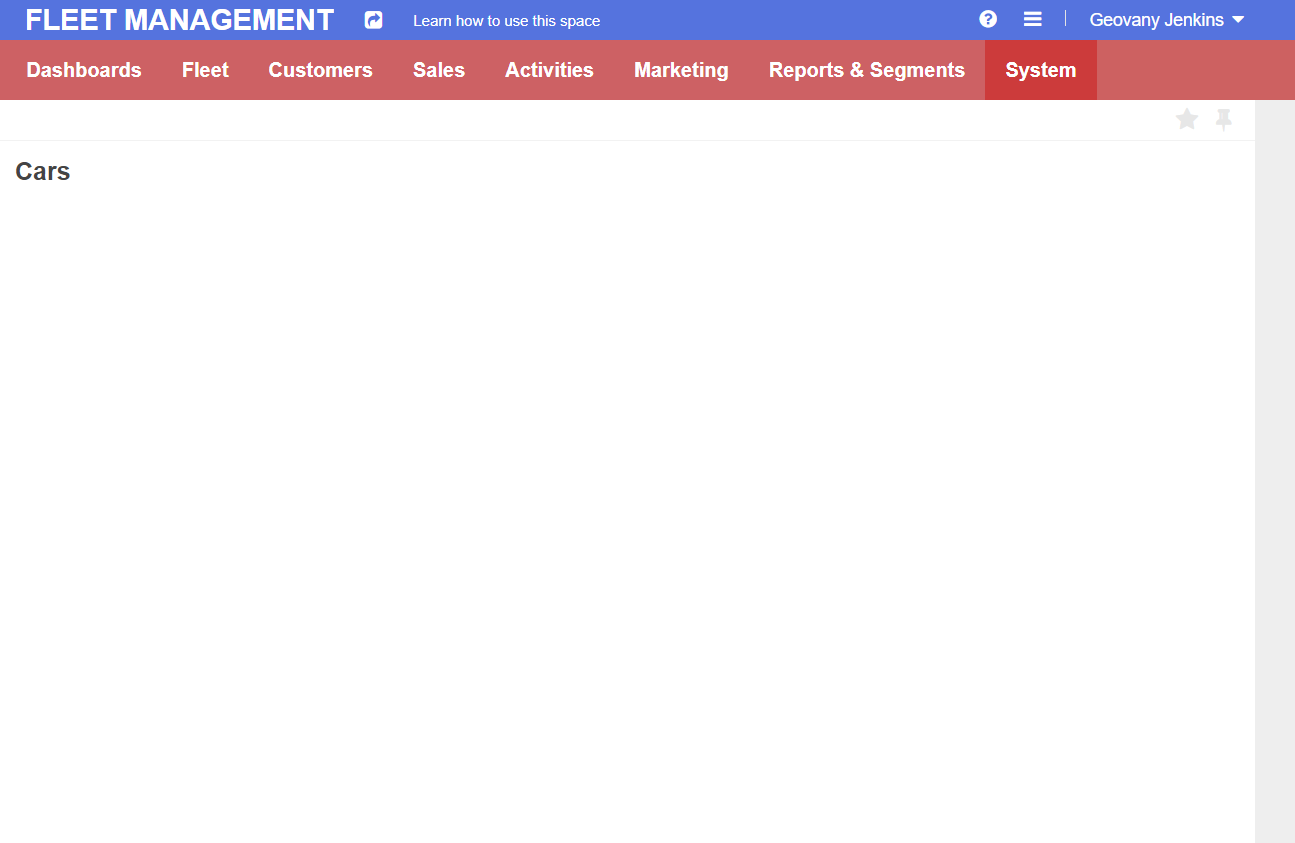 FLEET MANAGEMENT Learn how to use this space Geovany Jenkins
Dashboards Fleet Customers Sales Activities Marketing Reports & Segments System
Cars